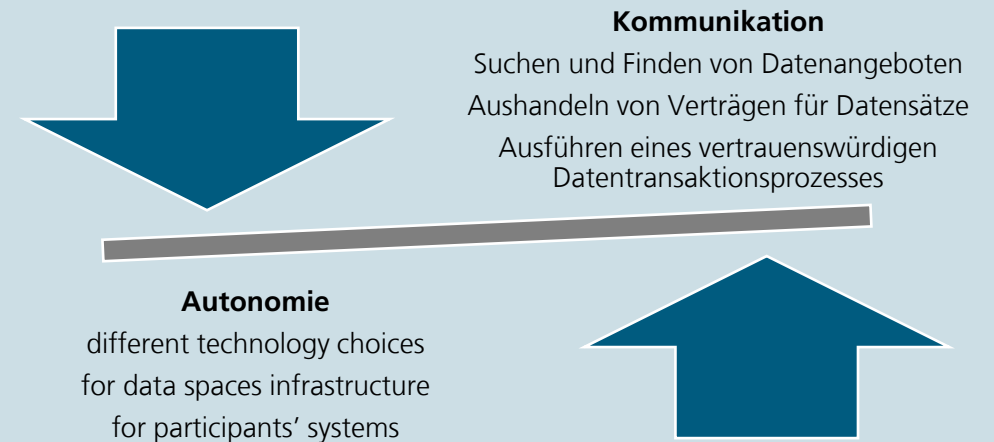 Kommunikation
Suchen und Finden von Datenangeboten
Aushandeln von Verträgen für Datensätze
Ausführen eines vertrauenswürdigen
Datentransaktionsprozesses
Autonomie
different technology choices
for data spaces infrastructure
for participants’ systems